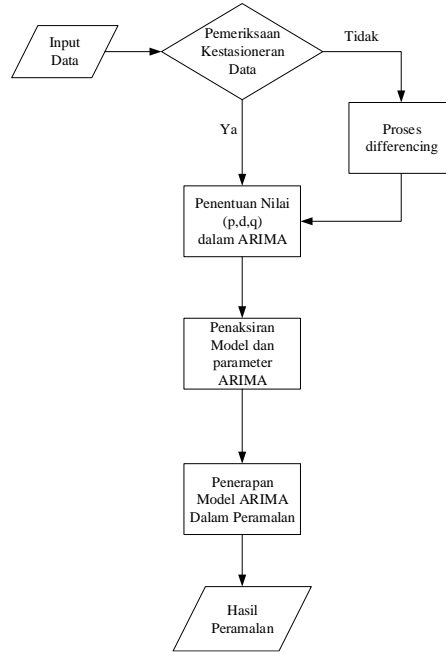 Input
Data
Pemeriksaan
Kestasioneran
Data
Tidak
Ya
Proses
differencing
Penentuan Nilai
(p,d,q)
dalam ARIMA
Penaksiran
Model dan
parameter
ARIMA
Penerapan
Model ARIMA
Dalam Peramalan
Hasil
Peramalan